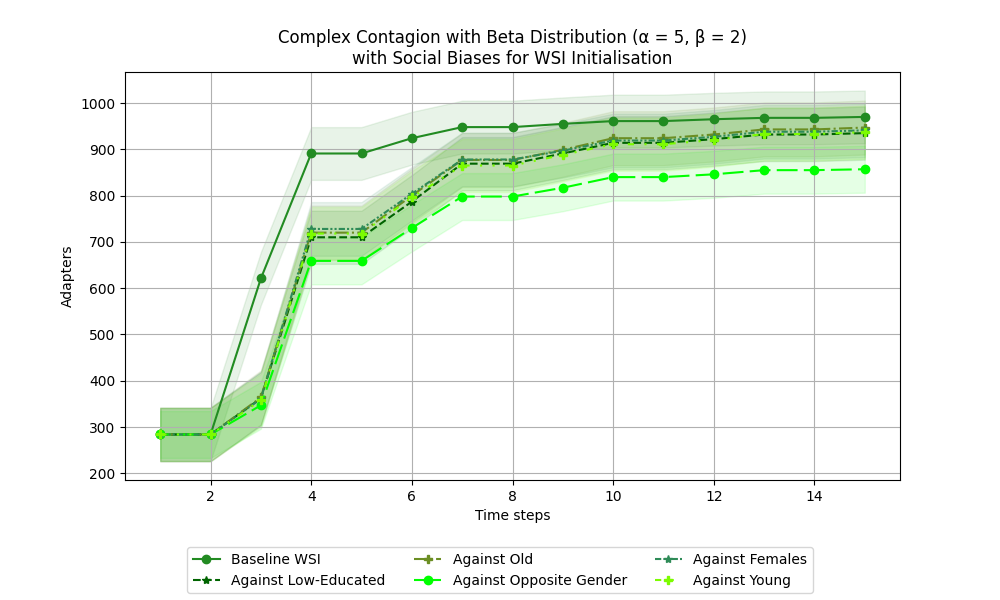 Complex Contagion with Beta Distribution (α = 5, β = 2)
with Social Biases for WSI Initialisation
Adapters
1000
900
800
700
600
500
400
300
200
2 4 6 8 10 12 14
Time steps
Baseline WSI Against Old Against Females
Against Low-Educated Against Opposite Gender Against Young